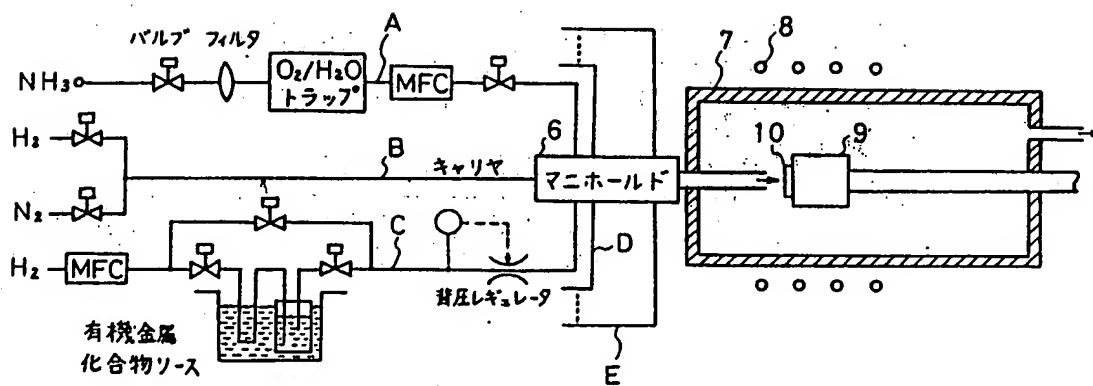 バルブ フィルタ
A
NH₃
O₂/H₂O
トラップ
MFC
H₂
B
キャリヤ
N₂
6
マニホールド
7
8
10
9
H₂
MFC
C
D
背圧レギュレータ
有機金属
化合物ソース
E